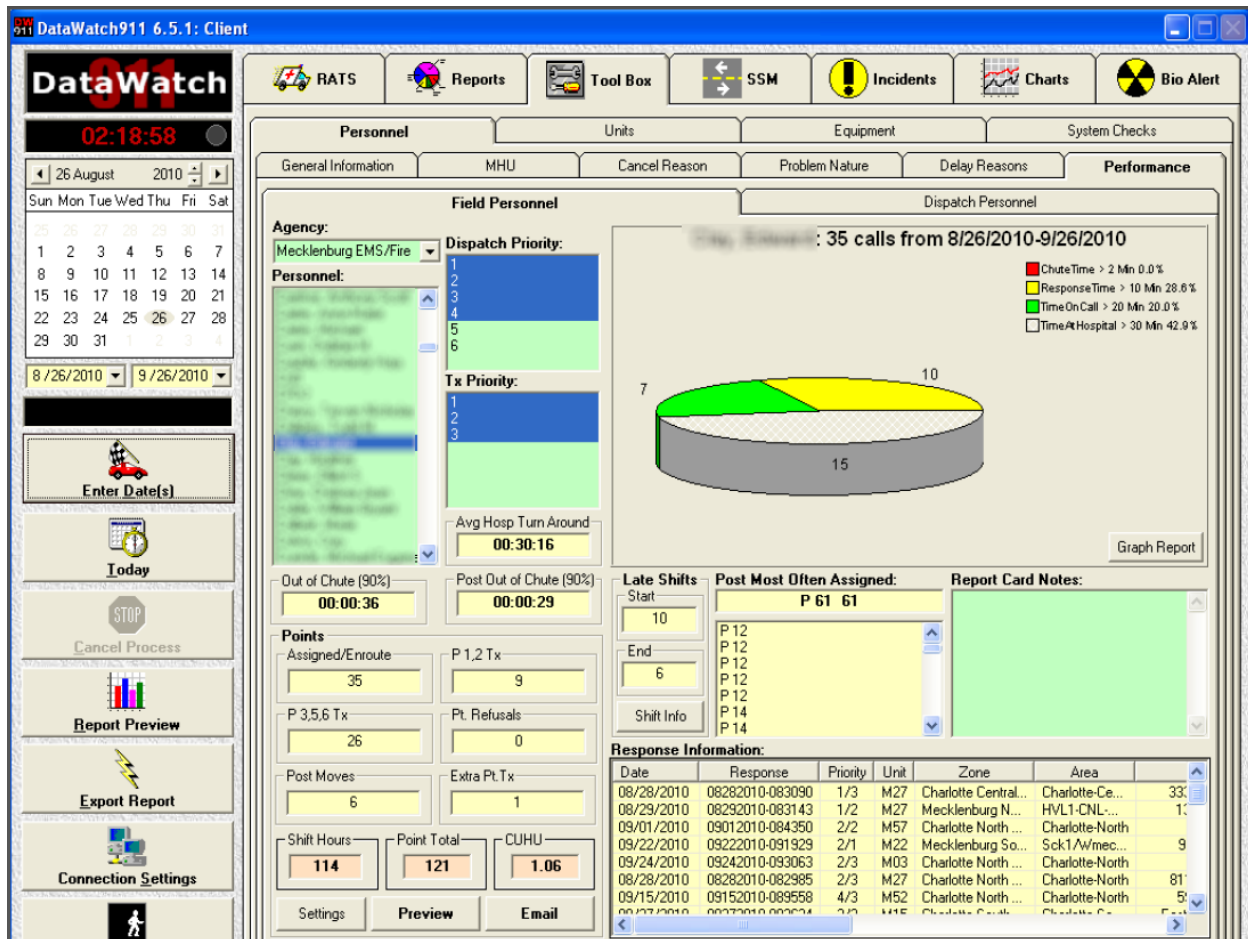 DataWatch911 6.5.1: Client
DataWatch
911
02:18:58
26 August 2010
Sun Mon Tue Wed Thu Fri Sat
25 26 27 28 29 30 31
1 2 3 4 5 6 7
8 9 10 11 12 13 14
15 16 17 18 19 20 21
22 23 24 25 26 27 28
29 30 31 1 2 3 4
8/26/2010 9/26/2010
Enter Date(s)
Today
STOP
Cancel Process
Report Preview
Export Report
Connection Settings
RATS Reports Tool Box SSM Incidents Charts Bio Alert
Personnel Units Equipment System Checks
General Information MHU Cancel Reason Problem Nature Delay Reasons Performance
Field Personnel Dispatch Personnel
Agency:
Mecklenburg EMS/Fire
Personnel:
Dispatch Priority:
1
2
3
4
5
6
Tx Priority:
1
2
3
Avg Hosp Turn Around
00:30:16
Out of Chute (90%)
00:00:36
Post Out of Chute (90%)
00:00:29
: 35 calls from 8/26/2010-9/26/2010
ChuteTime > 2 Min 0.0%
ResponseTime > 10 Min 28.6%
TimeOnCall > 20 Min 20.0%
TimeAtHospital > 30 Min 42.9%
7
10
15
Graph Report
Points
Assigned/Enroute
35
P 1,2 Tx
9
P 3,5,6 Tx
26
Pt. Refusals
0
Post Moves
6
Extra Pt.Tx
1
Shift Hours
114
Point Total
121
CUHU
1.06
Settings Preview Email
Late Shifts
Start
10
End
6
Shift Info
Post Most Often Assigned:
P 61 61
P 12
P 12
P 12
P 12
P 12
P 14
P 14
Report Card Notes:
Response Information:
Date Response Priority Unit Zone Area
08/28/2010 08282010-083090 1/3 M27 Charlotte Central... Charlotte-Ce...
08/29/2010 08292010-083143 1/2 M27 Mecklenburg N... HVL1-CNL-...
09/01/2010 09012010-084350 2/2 M57 Charlotte North ... Charlotte-North
09/22/2010 09222010-091929 2/1 M22 Mecklenburg So... Sck1/Wmec... 9
09/24/2010 09242010-093063 2/3 M03 Charlotte North ... Charlotte-North
08/28/2010 08282010-082985 2/3 M27 Charlotte North ... Charlotte-North
09/15/2010 09152010-089558 4/3 M52 Charlotte North ... Charlotte-North